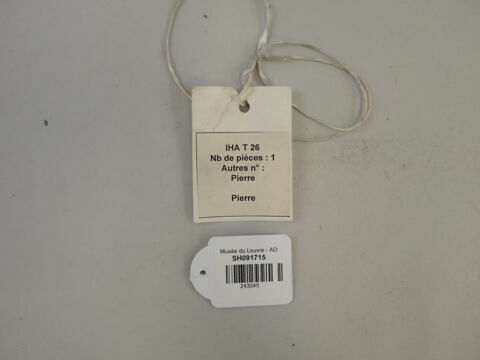 IHA T 26
Nb de pièces : 1
Autres n° :
Pierre
Pierre
Musée du Louvre - AO
SH091715
243045